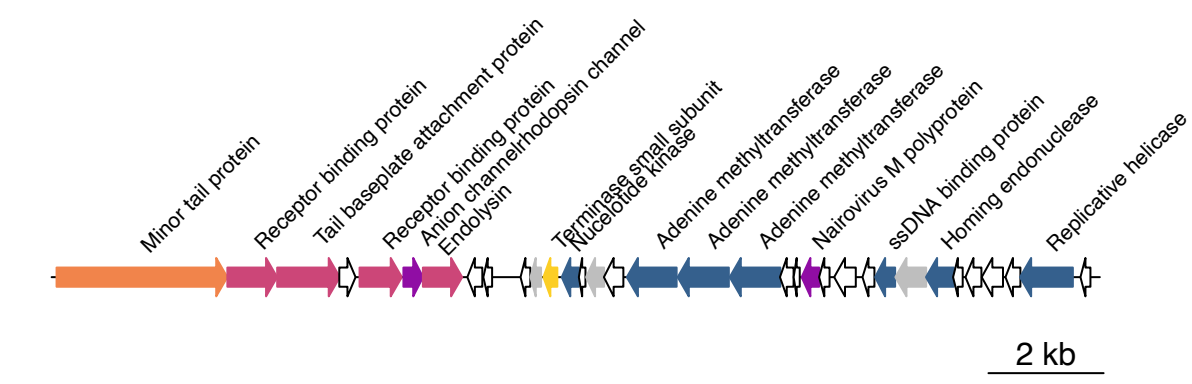 Minor tail protein
Receptor binding protein
Tail baseplate attachment protein
Receptor binding protein
Anion channelrhodopsin channel
Endolysin
Terminase small subunit
Nucelotide kinase
Adenine methyltransferase
Adenine methyltransferase
Adenine methyltransferase
Nairovirus M polyprotein
ssDNA binding protein
Homing endonuclease
Replicative helicase
2 kb